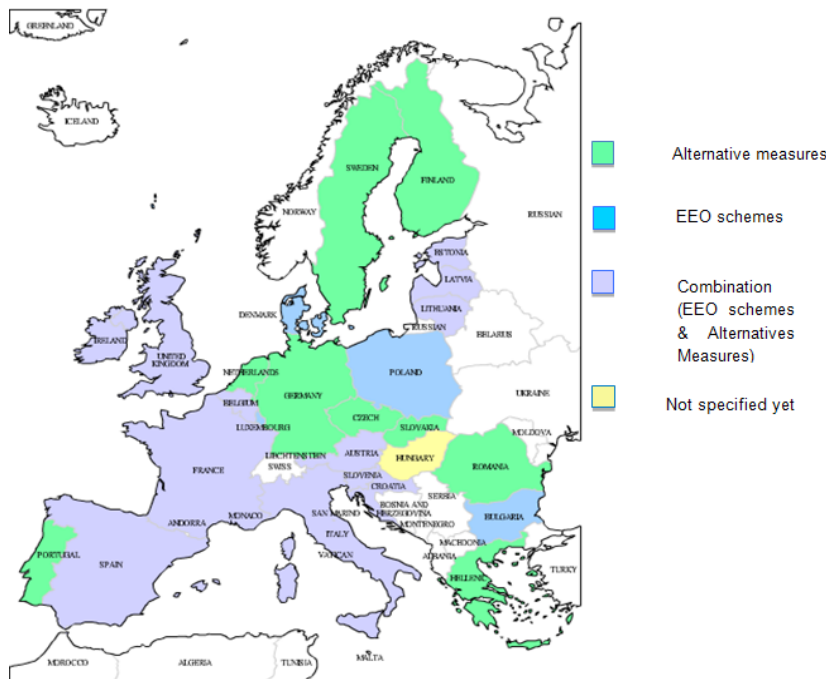 GREENLAND
ICELAND
SWEDEN
FINLAND
NORWAY
RUSSIAN
ESTONIA
LATVIA
LITHUANIA
RUSSIAN
BELARUS
DENMARK
IRELAND
UNITED
KINGDOM
NETHERLANDS
POLAND
BELGIUM
GERMANY
UKRAINE
LUXEMBOURG
CZECH
SLOVAKIA
MOLDOVA
LIECHTENSTEIN
SWISS
AUSTRIA
HUNGARY
FRANCE
SLOVENIA
ROMANIA
CROATIA
SERBIA
BOSNIA AND
HERZEGOVINA
MONACO
SAN MARINO
ANDORRA
MONTENEGRO
BULGARIA
ITALY
VATICAN
MACEDONIA
ALBANIA
PORTUGAL
SPAIN
HELLENIC
TURKY
MALTA
MOROCCO
ALGERIA
TUNISIA
Alternative measures
EEO schemes
Combination
(EEO schemes
& Alternatives
Measures)
Not specified yet